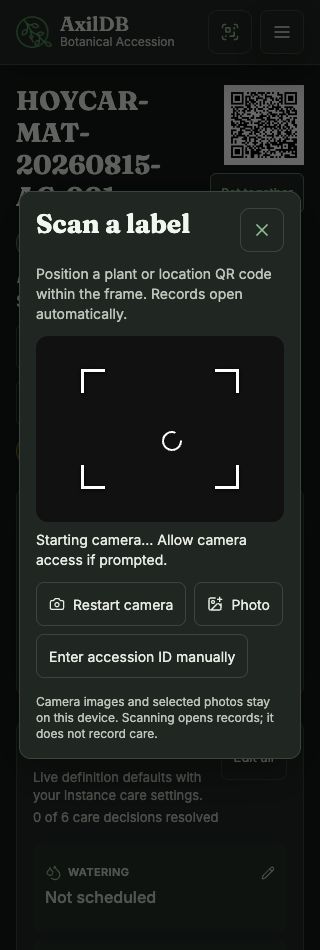 AxilDB
Botanical Accession
HOYCAR-
MAT-
20260815-
Scan a label
Position a plant or location QR code
within the frame. Records open
automatically.
Starting camera... Allow camera
access if prompted.
Restart camera
Photo
Enter accession ID manually
Camera images and selected photos stay
on this device. Scanning opens records; it
does not record care.
Live definition defaults with
your instance care settings.
0 of 6 care decisions resolved
WATERING
Not scheduled